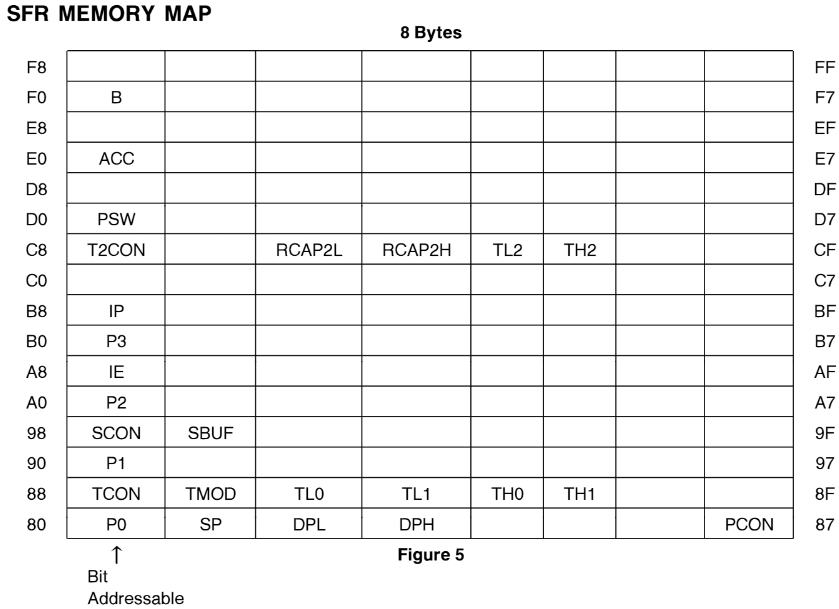 SFR MEMORY MAP
8 Bytes
F8 FF
F0 B F7
E8 EF
E0 ACC E7
D8 DF
D0 PSW D7
C8 T2CON RCAP2L RCAP2H TL2 TH2 CF
C0 C7
B8 IP BF
B0 P3 B7
A8 IE AF
A0 P2 A7
98 SCON SBUF 9F
90 P1 97
88 TCON TMOD TL0 TL1 TH0 TH1 8F
80 P0 SP DPL DPH PCON 87
↑ Figure 5
Bit
Addressable